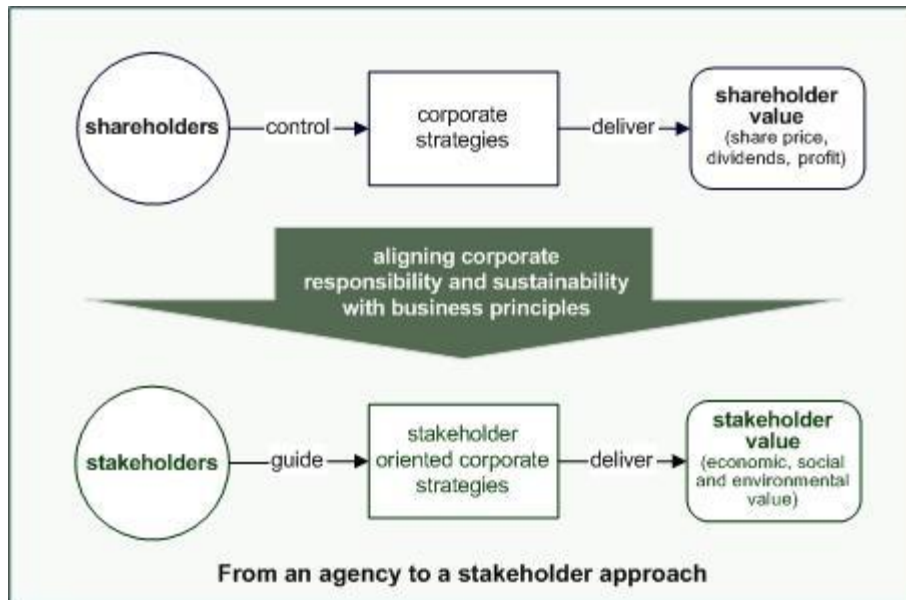 shareholders
control
corporate
strategies
deliver
shareholder
value
(share price,
dividends, profit)
aligning corporate
responsibility and sustainability
with business principles
stakeholders
guide
stakeholder
oriented corporate
strategies
deliver
stakeholder
value
(economic, social
and environmental
value)
From an agency to a stakeholder approach